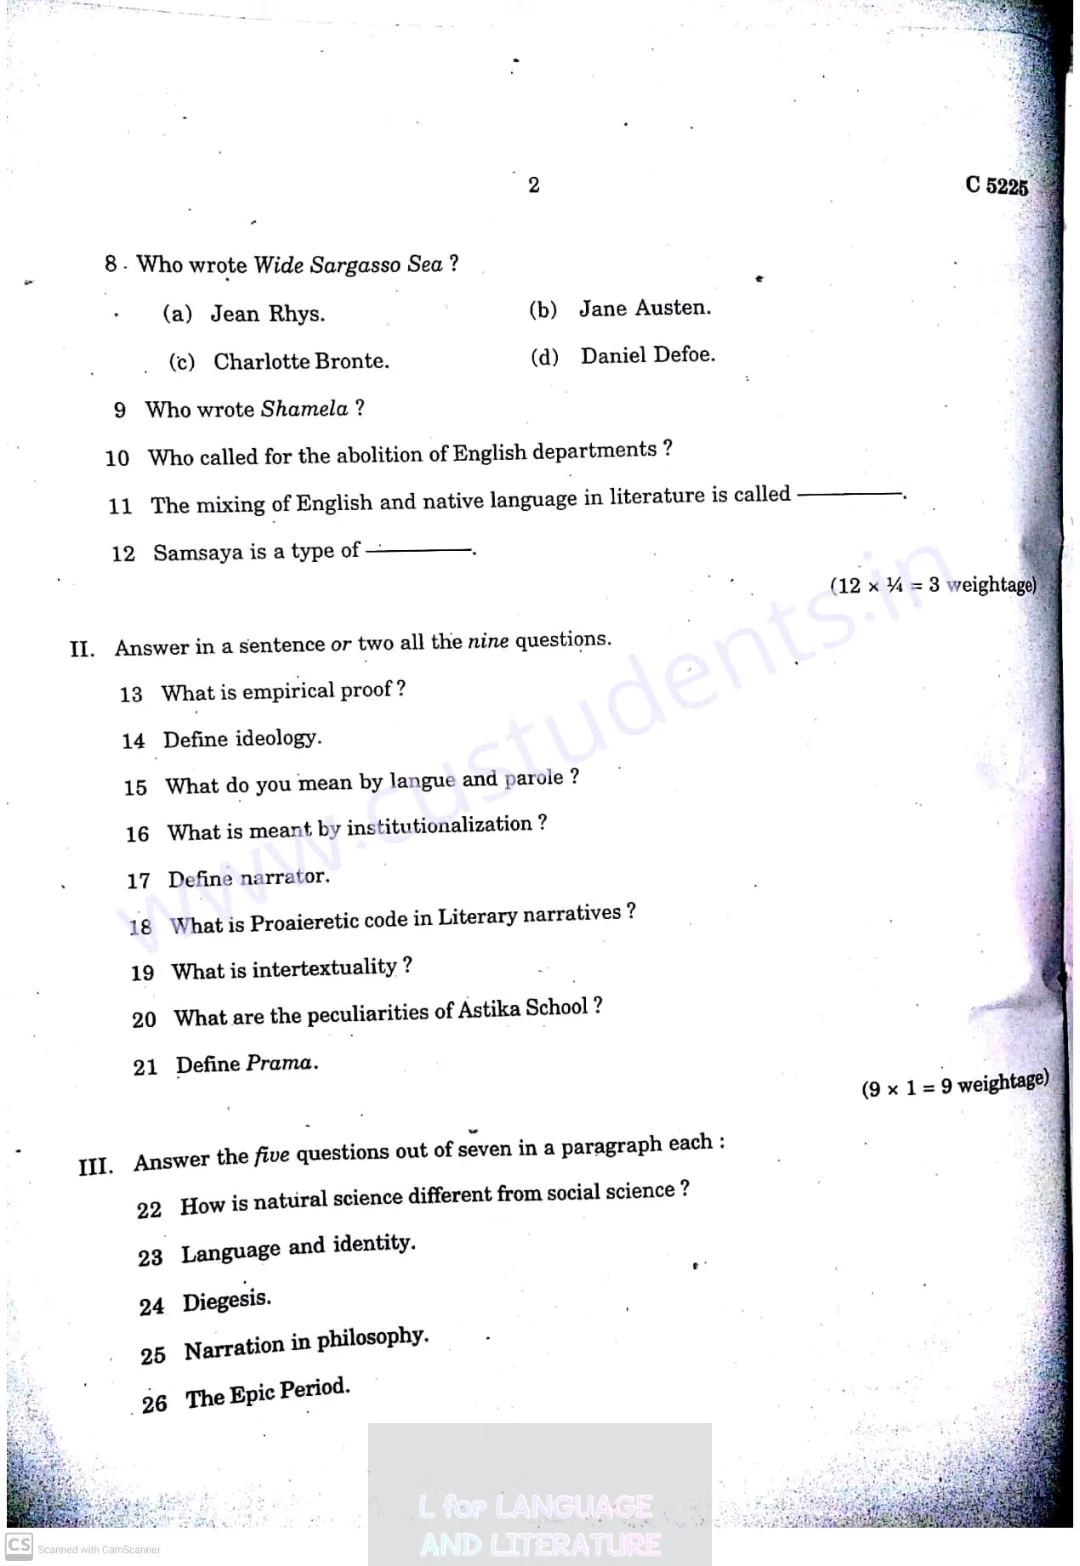 2
C 5225
8 . Who wrote Wide Sargasso Sea ?
(a) Jean Rhys.
(b) Jane Austen.
(c) Charlotte Bronte.
(d) Daniel Defoe.
9 Who wrote Shamela ?
10 Who called for the abolition of English departments ?
11 The mixing of English and native language in literature is called ————.
12 Samsaya is a type of ————.
(12 × ¼ = 3 weightage)
II. Answer in a sentence or two all the nine questions.
13 What is empirical proof ?
14 Define ideology.
15 What do you mean by langue and parole ?
16 What is meant by institutionalization ?
17 Define narrator.
18 What is Proaieretic code in Literary narratives ?
19 What is intertextuality ?
20 What are the peculiarities of Astika School ?
21 Define Prama.
(9 × 1 = 9 weightage)
III. Answer the five questions out of seven in a paragraph each :
22 How is natural science different from social science ?
23 Language and identity.
24 Diegesis.
25 Narration in philosophy.
26 The Epic Period.
www.custudents.in
L for LANGUAGE
AND LITERATURE
CS Scanned with CamScanner